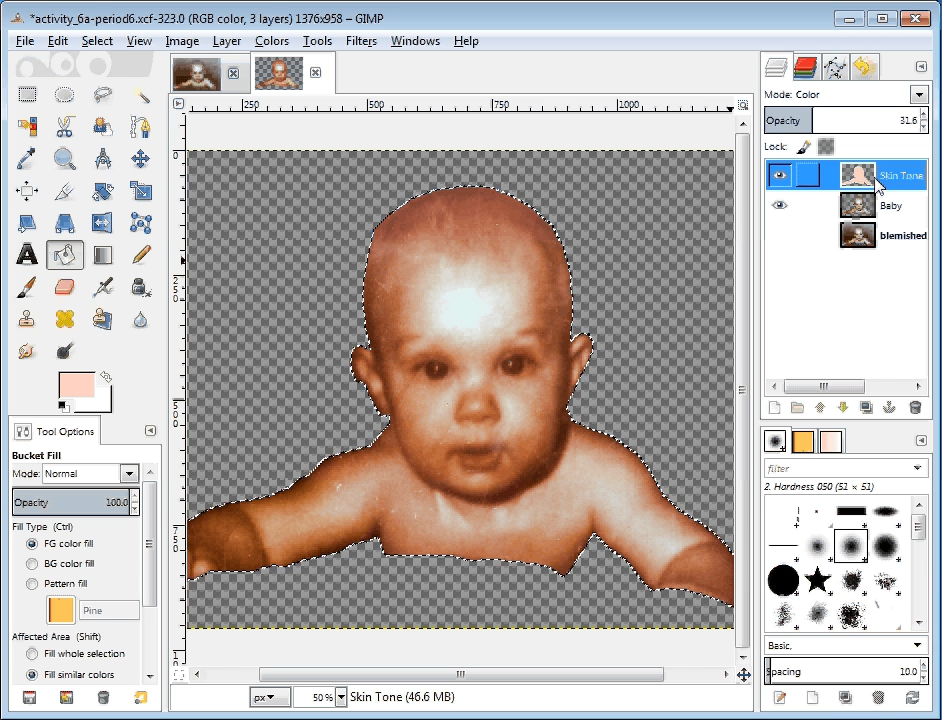 *activity_6a-period6.xcf-323.0 (RGB color, 3 layers) 1376x958 – GIMP
File Edit Select View Image Layer Colors Tools Filters Windows Help
Mode: Color
Opacity 31.6
Lock:
Skin Tone
Baby
blemished
250 500 750 1000
0
250
500
750
Tool Options
Bucket Fill
Mode: Normal
Opacity 100.0
Fill Type (Ctrl)
FG color fill
BG color fill
Pattern fill
Pine
Affected Area (Shift)
Fill whole selection
Fill similar colors
filter
2. Hardness 050 (51 × 51)
Basic,
Spacing 10.0
px 50 % Skin Tone (46.6 MB)